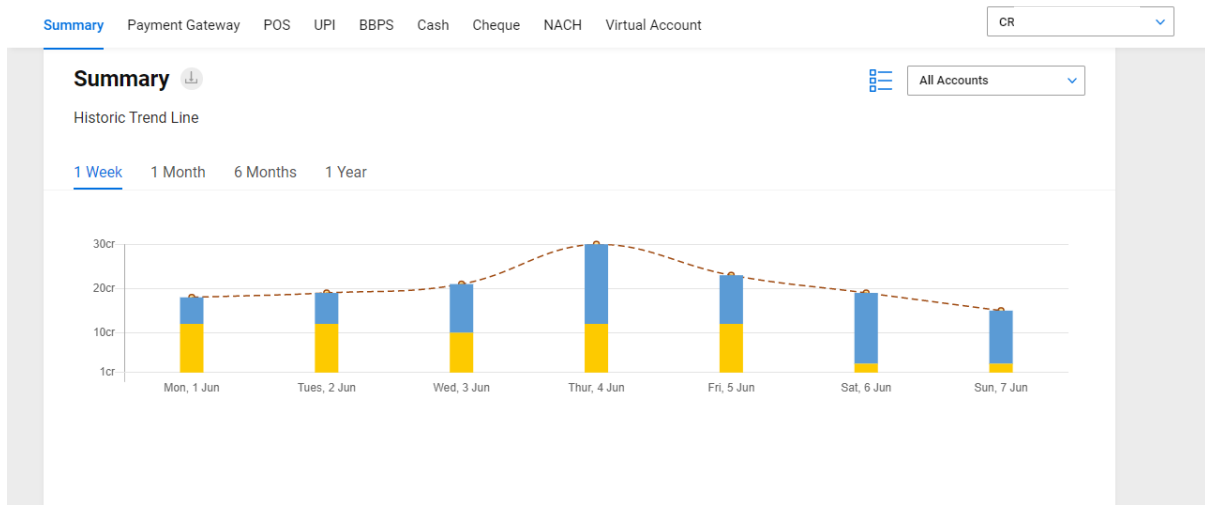 Summary Payment Gateway POS UPI BBPS Cash Cheque NACH Virtual Account CR
Summary All Accounts
Historic Trend Line
1 Week 1 Month 6 Months 1 Year
30cr
20cr
10cr
1cr
Mon, 1 Jun Tues, 2 Jun Wed, 3 Jun Thur, 4 Jun Fri, 5 Jun Sat, 6 Jun Sun, 7 Jun